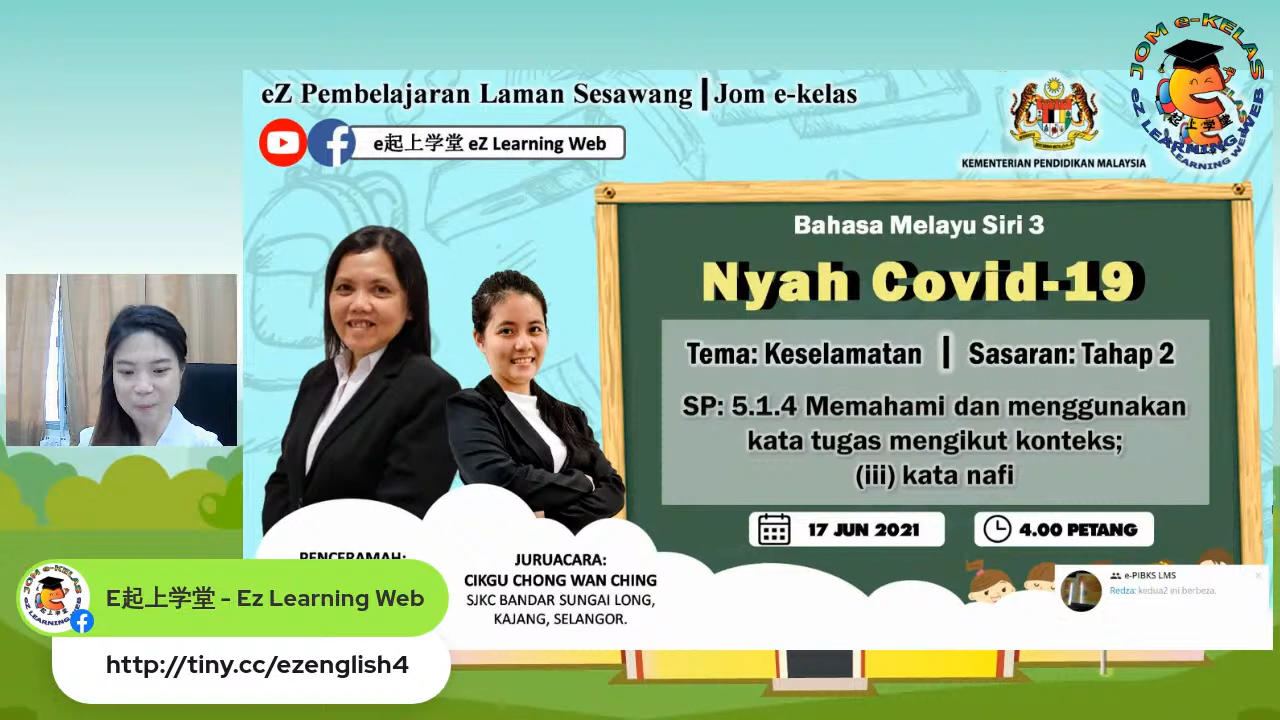 eZ Pembelajaran Laman Sesawang | Jom e-kelas
e起上学堂 eZ Learning Web
KEMENTERIAN PENDIDIKAN MALAYSIA
JOM e-KELAS
EZ LEARNING WEB
Bahasa Melayu Siri 3
Nyah Covid-19
Tema: Keselamatan | Sasaran: Tahap 2
SP: 5.1.4 Memahami dan menggunakan
kata tugas mengikut konteks;
(iii) kata nafi
17 JUN 2021
4.00 PETANG
PENCERAMAH:
JURUACARA:
CIKGU CHONG WAN CHING
SJKC BANDAR SUNGAI LONG,
KAJANG, SELANGOR.
e-PIBKS LMS
Redza: kedua2 ini berbeza.
E起上学堂 - Ez Learning Web
http://tiny.cc/ezenglish4